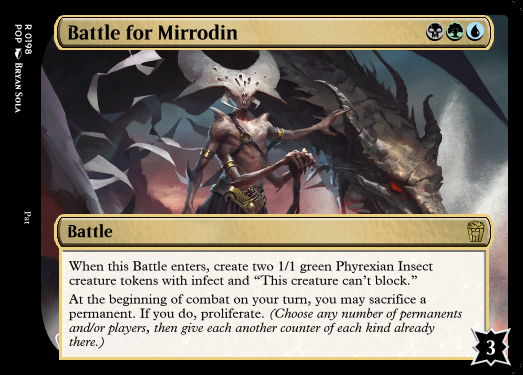 Battle for Mirrodin
R 0198
POP BRYAN SOLA
Pat
Battle
When this Battle enters, create two 1/1 green Phyrexian Insect
creature tokens with infect and “This creature can't block.”
At the beginning of combat on your turn, you may sacrifice a
permanent. If you do, proliferate. (Choose any number of permanents
and/or players, then give each another counter of each kind already
there.)
3